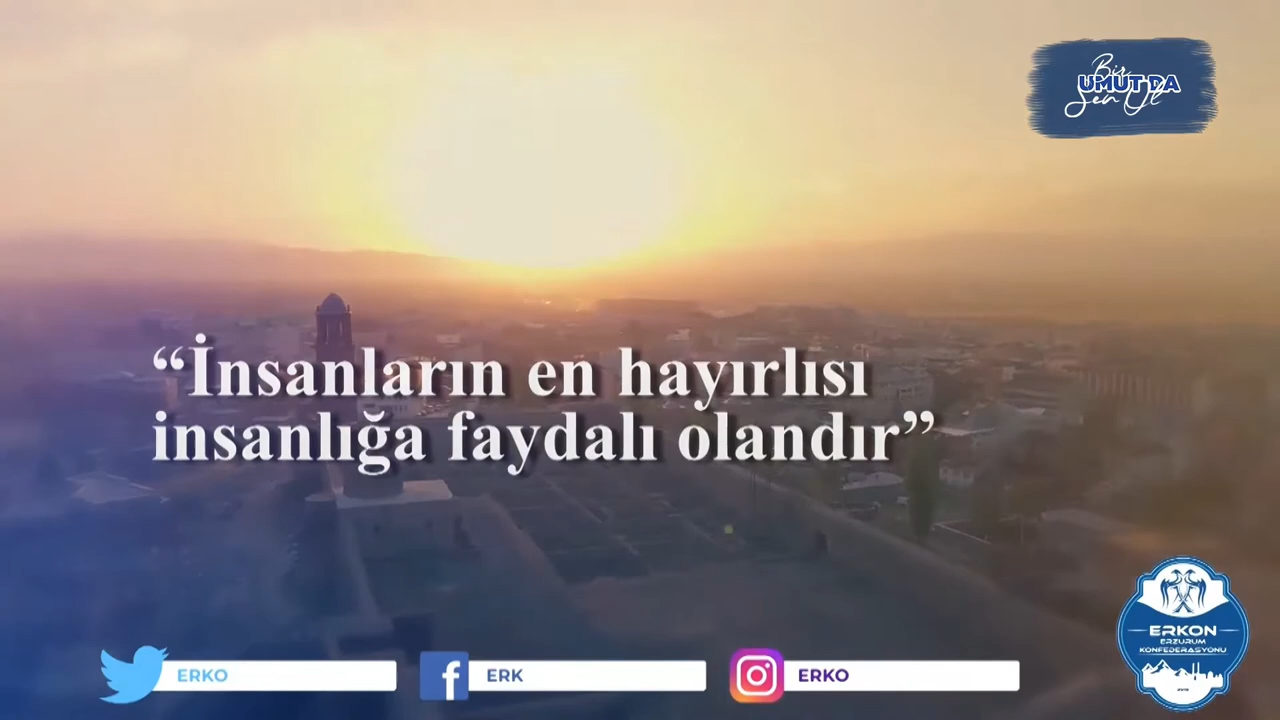 Bir
UMUT DA
Sen Ol
“İnsanların en hayırlısı
insanlığa faydalı olandır”
ERKON
ERZURUM
KONFEDERASYONU
ERKO
ERK
ERKO